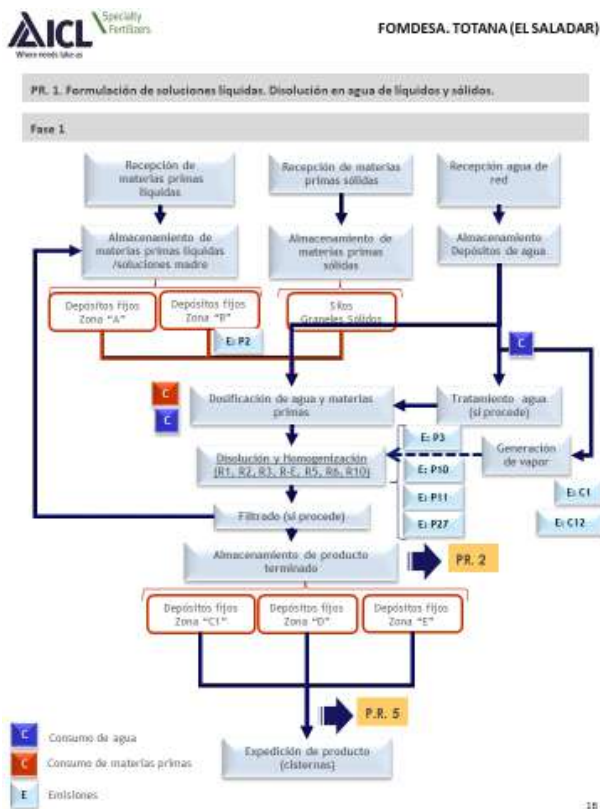 ICL
Specialty
Fertilizers
Where needs take us
FOMDESA. TOTANA (EL SALADAR)
PR. 1. Formulación de soluciones líquidas. Disolución en agua de líquidos y sólidos.
Fase 1
Recepción de
materias primas
líquidas
Recepción de materias
primas sólidas
Recepción agua de
red
Almacenamiento de
materias primas líquidas
/soluciones madre
Almacenamiento de
materias primas
sólidas
Almacenamiento
Depósitos de agua
Depósitos fijos
Zona "A"
Depósitos fijos
Zona "B"
Silos
Graneles Sólidos
E: P2
C
C
C
Dosificación de agua y materias
primas
Tratamiento agua
(si procede)
Disolución y Homogenización
(R1, R2, R3, R-E, R5, R6, R10)
E: P3
E: P10
E: P11
E: P27
Generación
de vapor
E: C1
E: C12
Filtrado (si procede)
Almacenamiento de producto
terminado
PR. 2
Depósitos fijos
Zona "C1"
Depósitos fijos
Zona "D"
Depósitos fijos
Zona "E"
P.R. 5
Expedición de producto
(cisternas)
C Consumo de agua
C Consumo de materias primas
E Emisiones